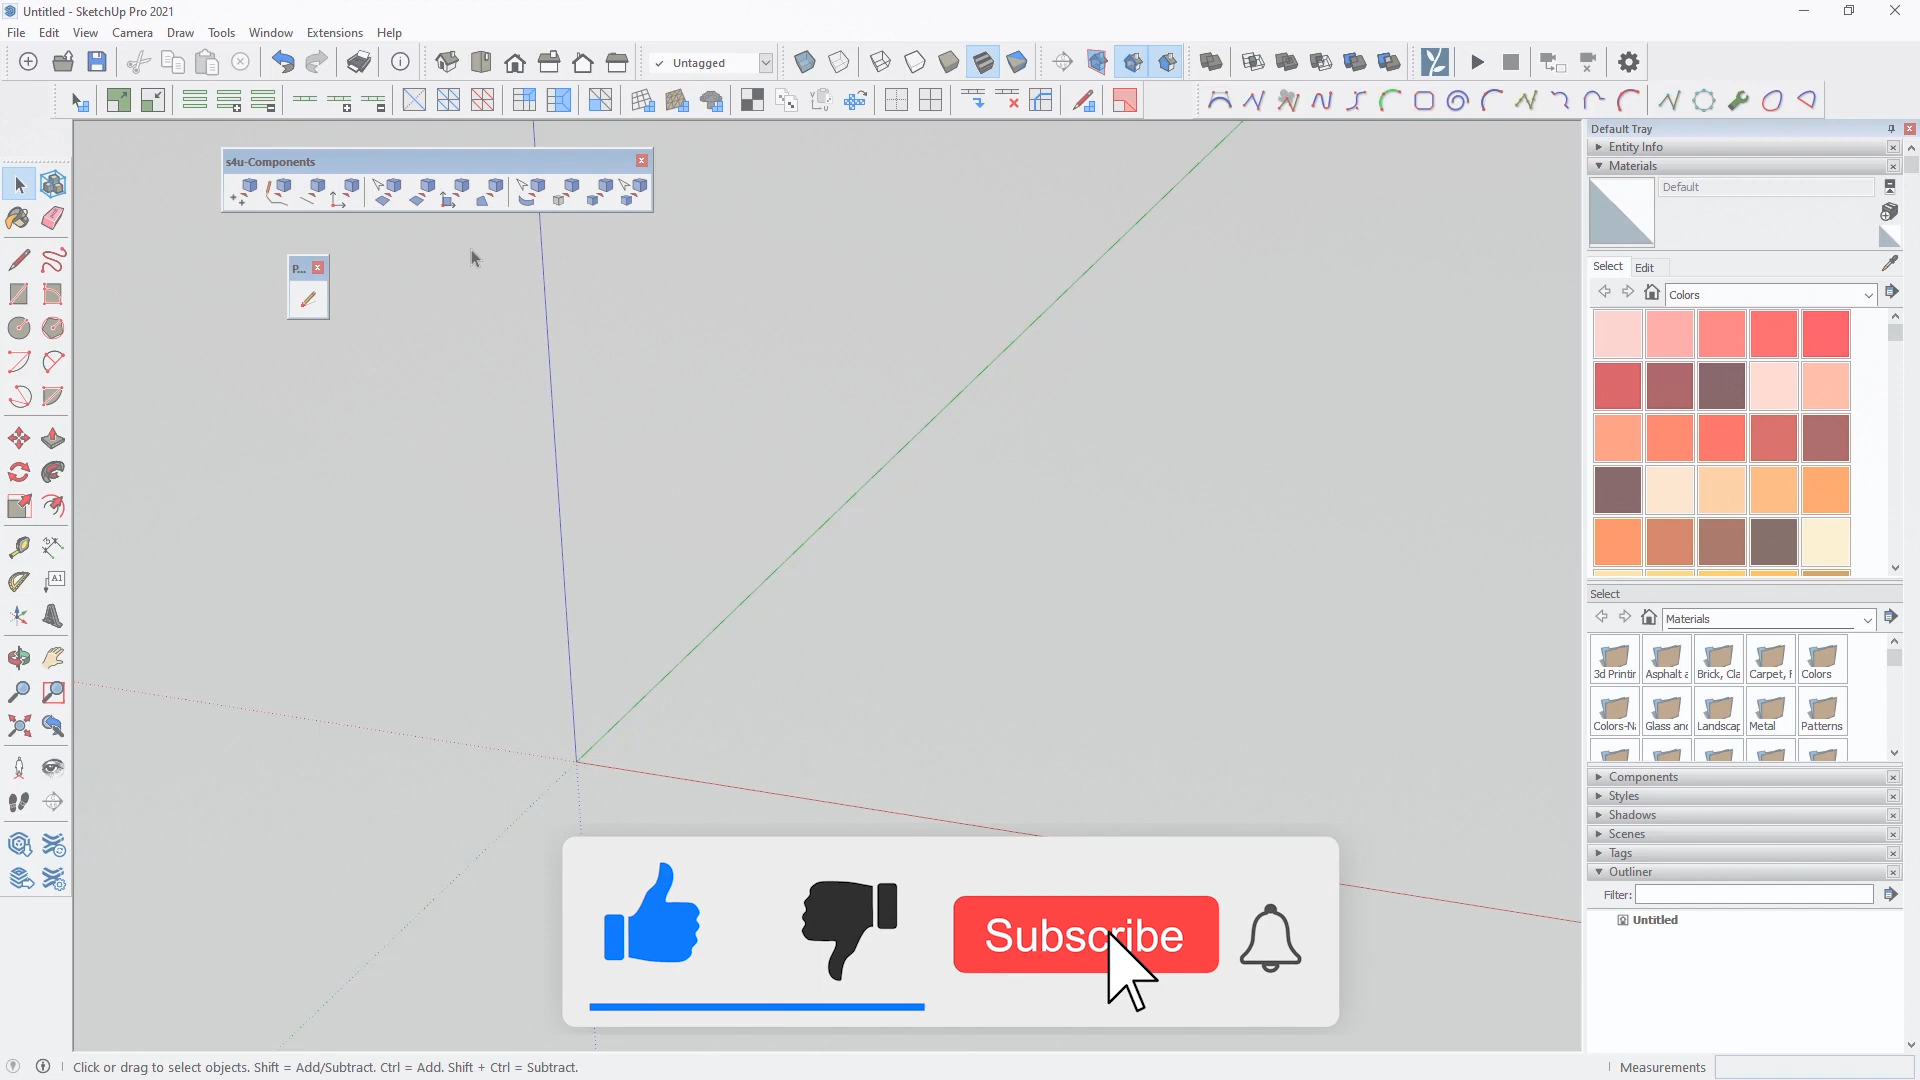 Untitled - SketchUp Pro 2021
File Edit View Camera Draw Tools Window Extensions Help
Untagged
Default Tray
Entity Info
Materials
Default
s4u-Components
P...
Select Edit
Colors
Select
Materials
3d Printin Asphalt a Brick, Cla Carpet, F Colors
Colors-Na Glass and Landscap Metal Patterns
Components
Styles
Shadows
Scenes
Tags
Outliner
Filter:
Untitled
A1
Subscribe
Click or drag to select objects. Shift = Add/Subtract. Ctrl = Add. Shift + Ctrl = Subtract.
Measurements